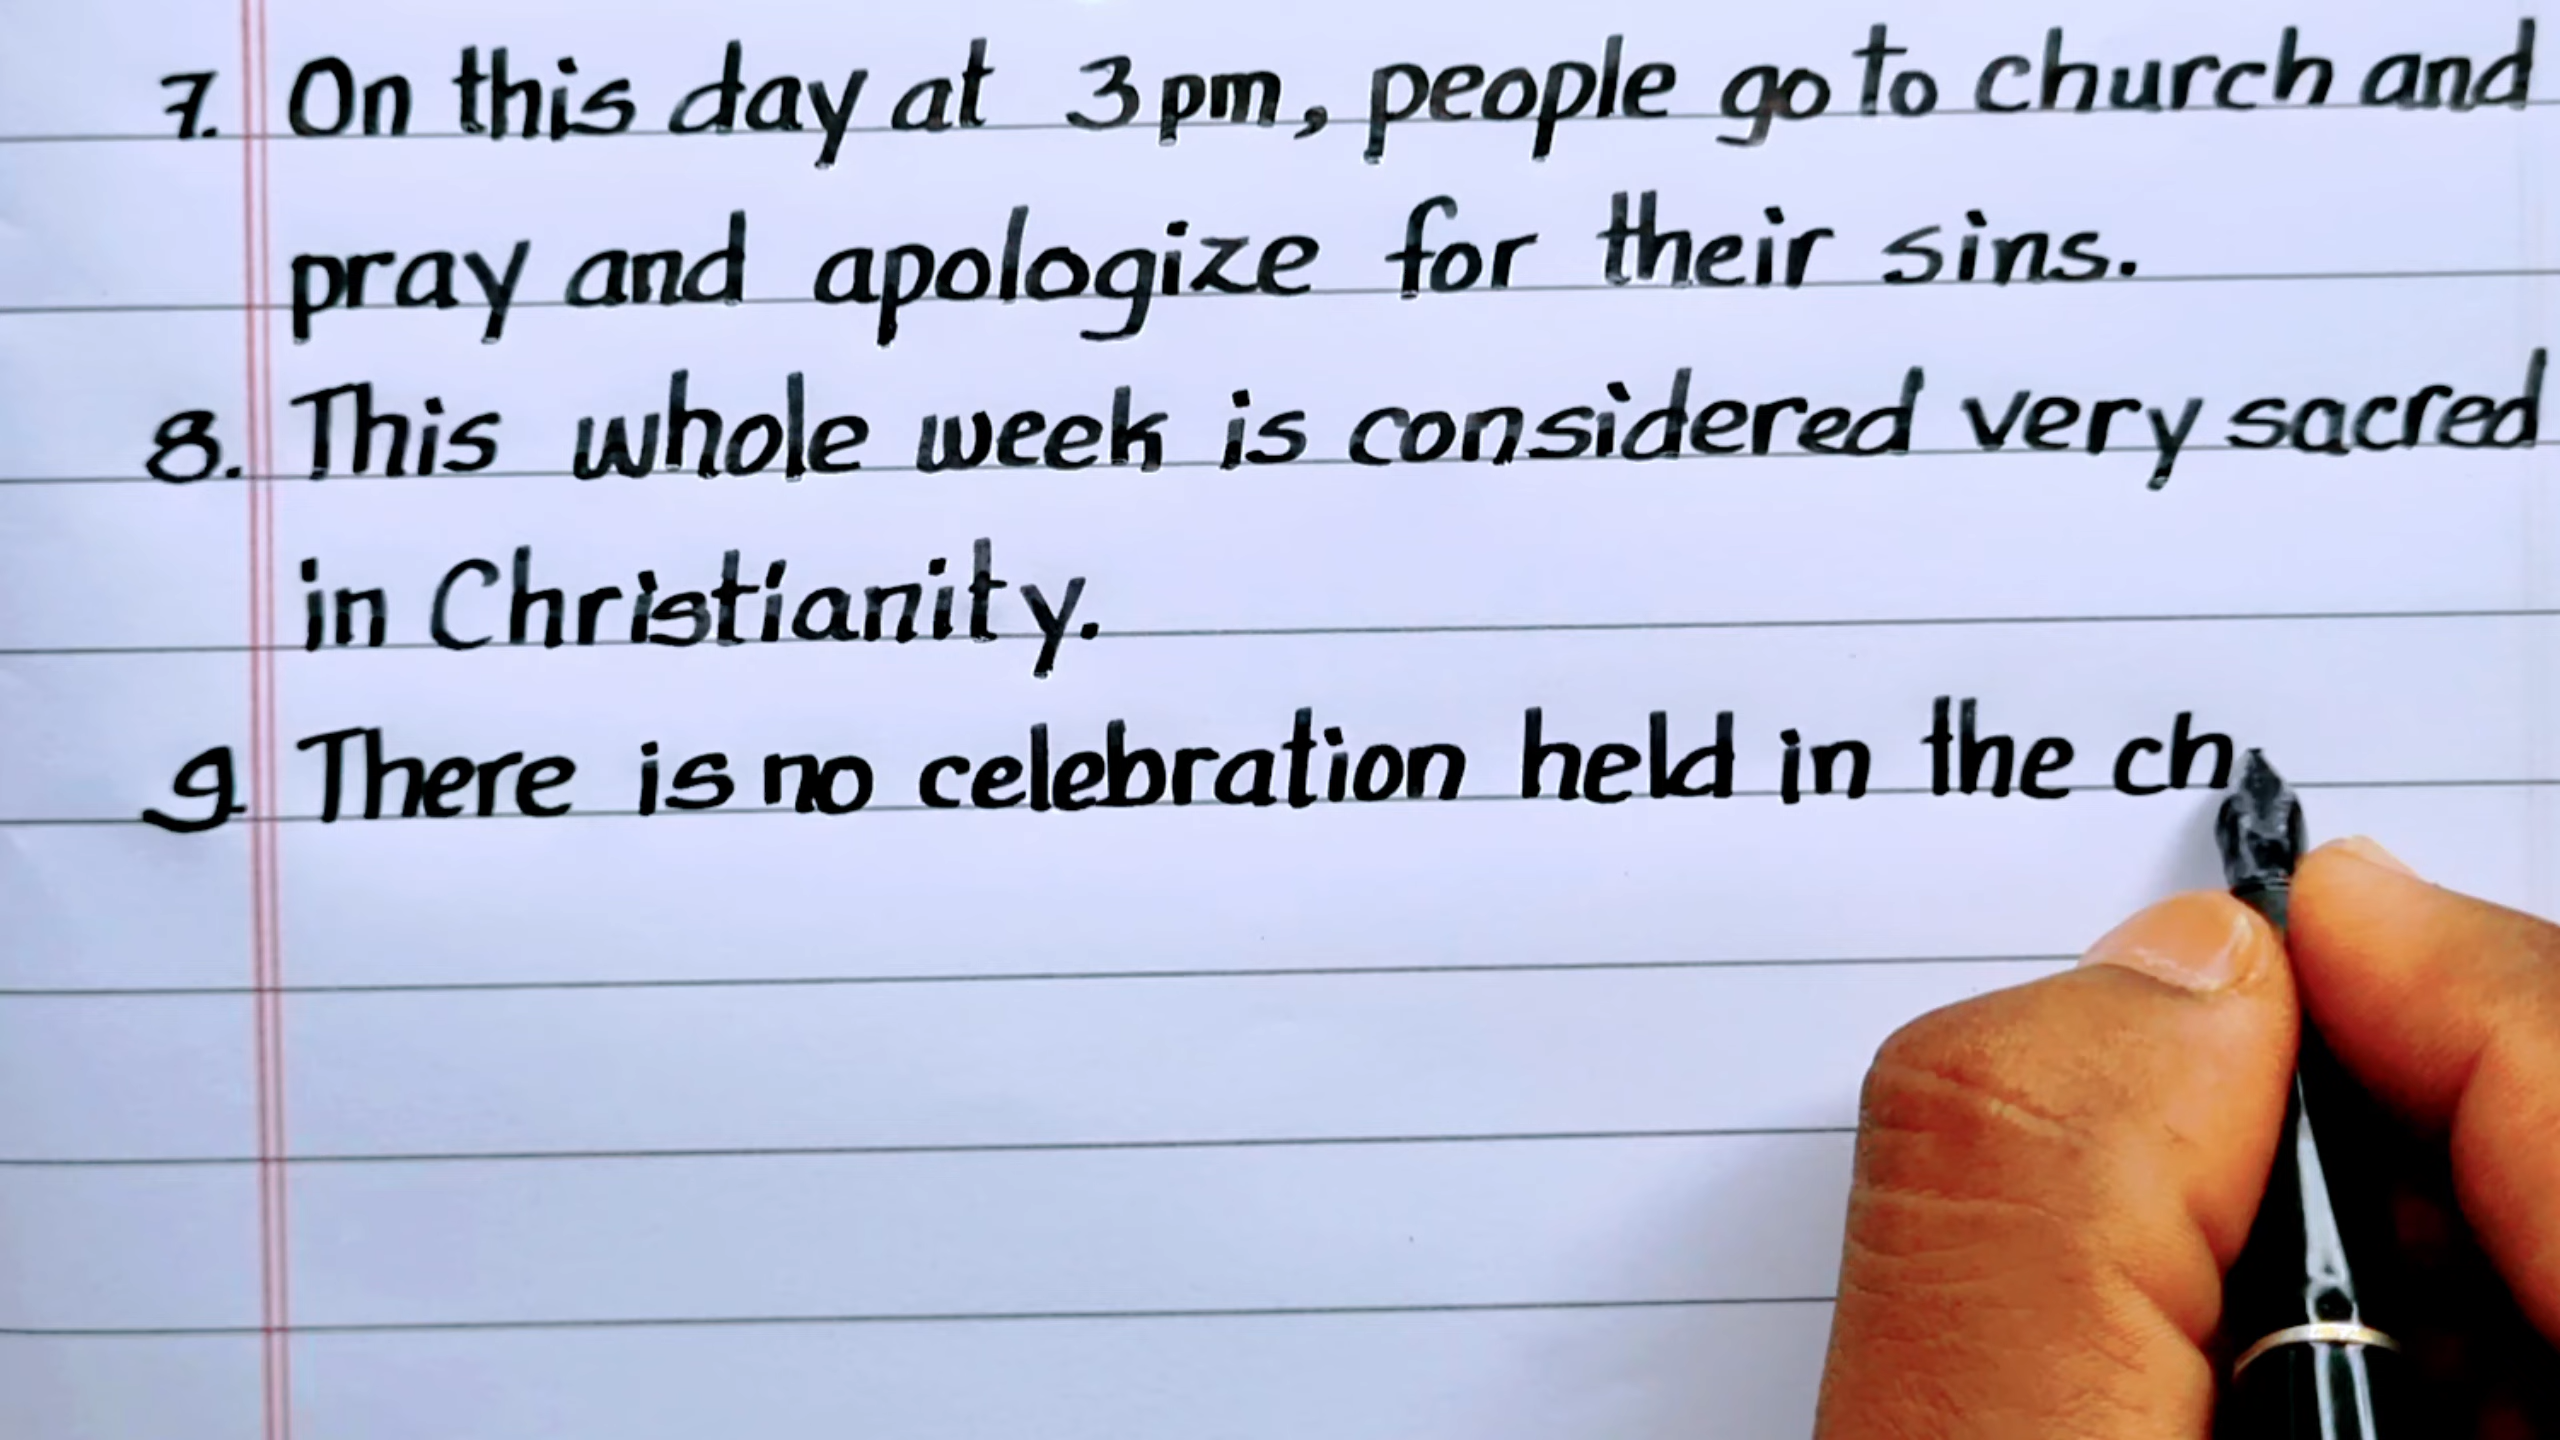 7. On this day at 3pm, people go to church and
pray and apologize for their sins.
8. This whole week is considered very sacred
in Christianity.
9 There is no celebration held in the ch